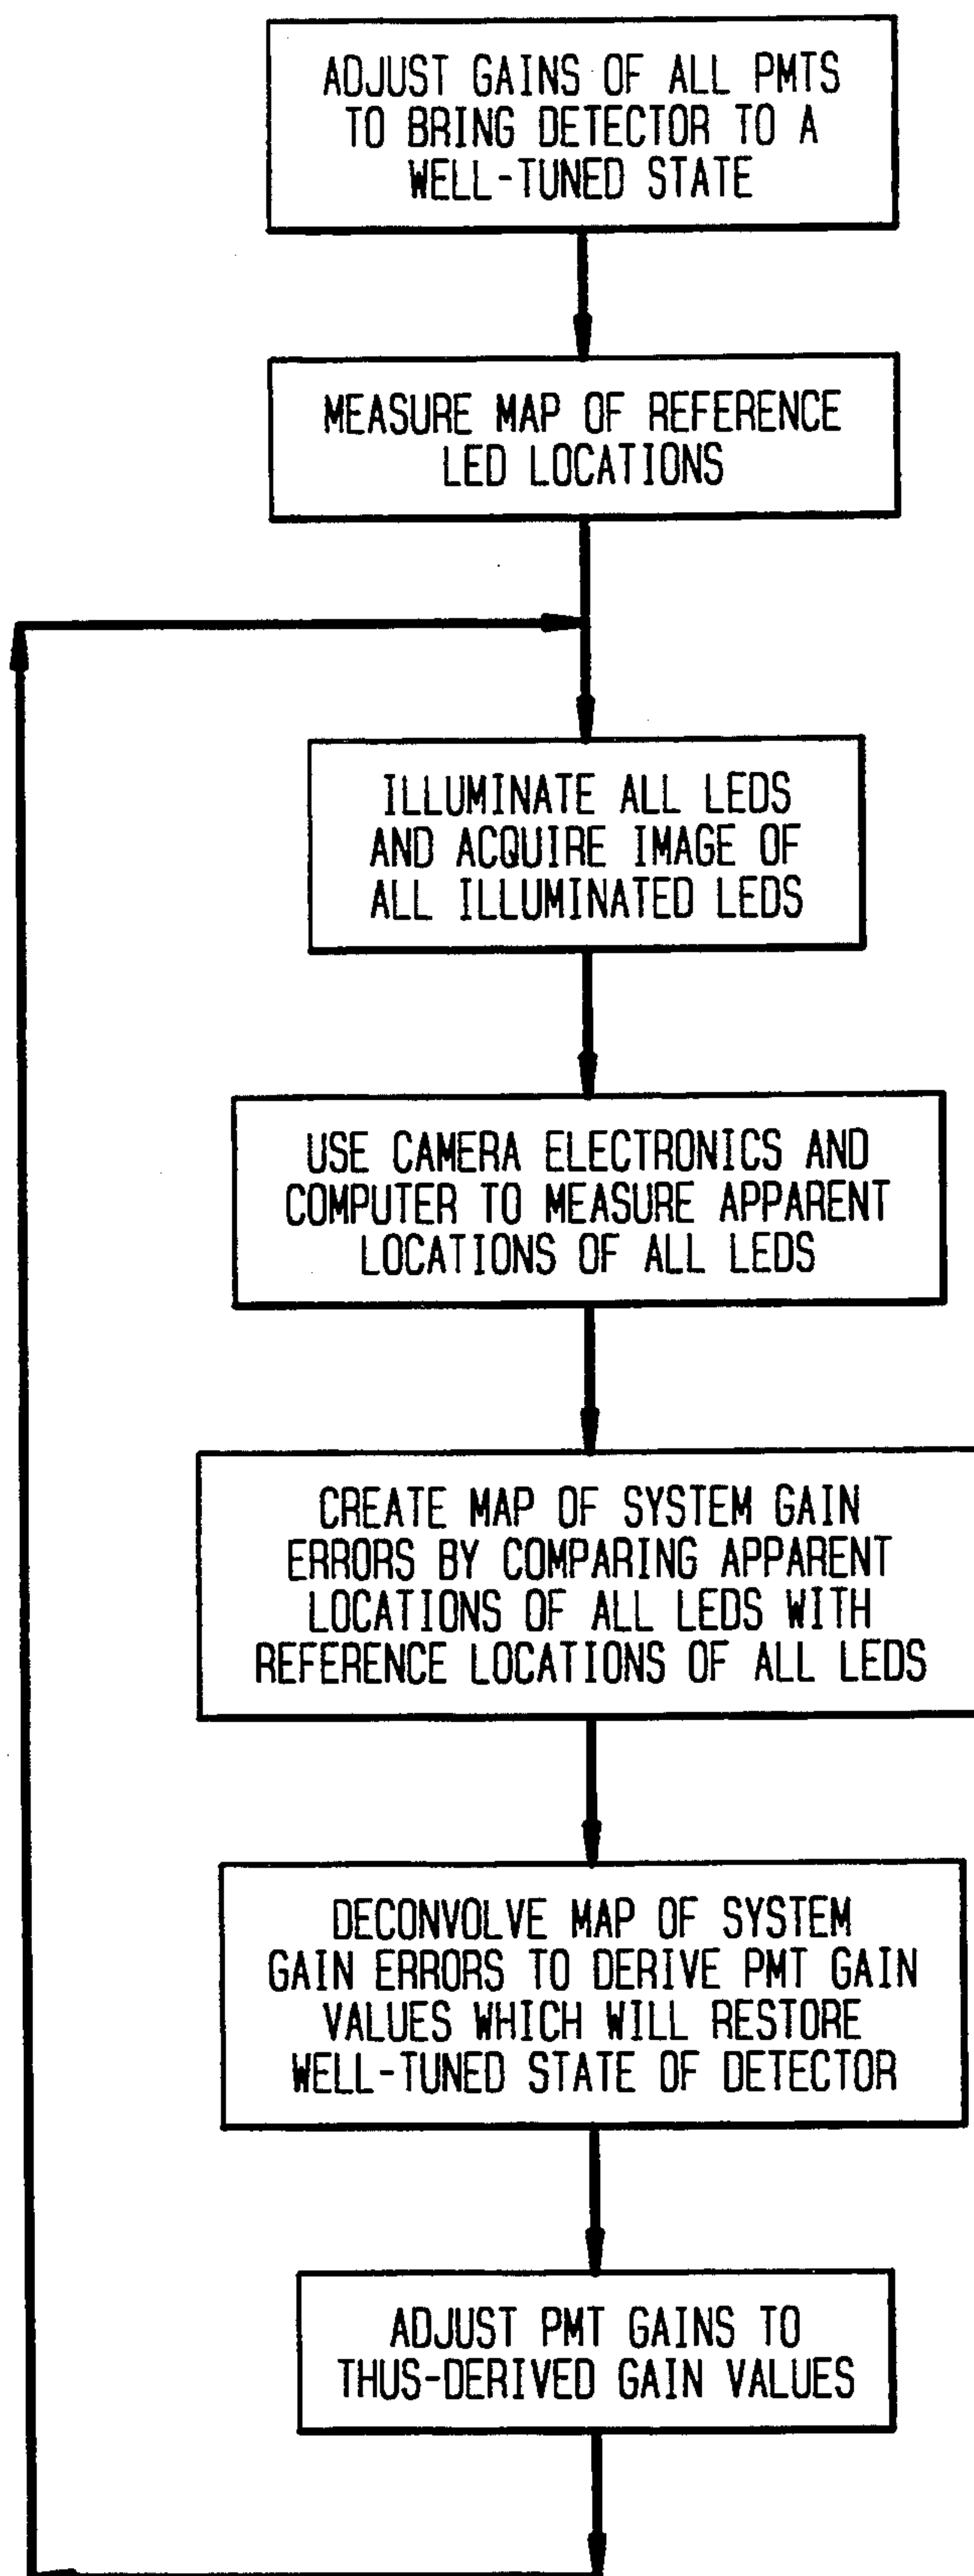 ADJUST GAINS OF ALL PMTS
TO BRING DETECTOR TO A
WELL-TUNED STATE
MEASURE MAP OF REFERENCE
LED LOCATIONS
ILLUMINATE ALL LEDS
AND ACQUIRE IMAGE OF
ALL ILLUMINATED LEDS
USE CAMERA ELECTRONICS AND
COMPUTER TO MEASURE APPARENT
LOCATIONS OF ALL LEDS
CREATE MAP OF SYSTEM GAIN
ERRORS BY COMPARING APPARENT
LOCATIONS OF ALL LEDS WITH
REFERENCE LOCATIONS OF ALL LEDS
DECONVOLVE MAP OF SYSTEM
GAIN ERRORS TO DERIVE PMT GAIN
VALUES WHICH WILL RESTORE
WELL-TUNED STATE OF DETECTOR
ADJUST PMT GAINS TO
THUS-DERIVED GAIN VALUES